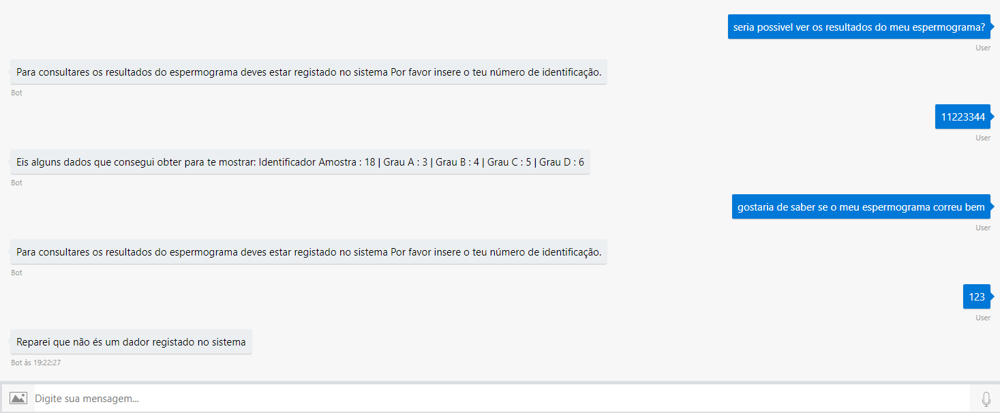 seria possivel ver os resultados do meu espermograma?
User
Para consultares os resultados do espermograma deves estar registado no sistema Por favor insere o teu número de identificação.
Bot
11223344
User
Eis alguns dados que consegui obter para te mostrar: Identificador Amostra : 18 | Grau A : 3 | Grau B : 4 | Grau C : 5 | Grau D : 6
Bot
gostaria de saber se o meu espermograma correu bem
User
Para consultares os resultados do espermograma deves estar registado no sistema Por favor insere o teu número de identificação.
Bot
123
User
Reparei que não és um dador registado no sistema
Bot às 19:22:27
Digite sua mensagem...